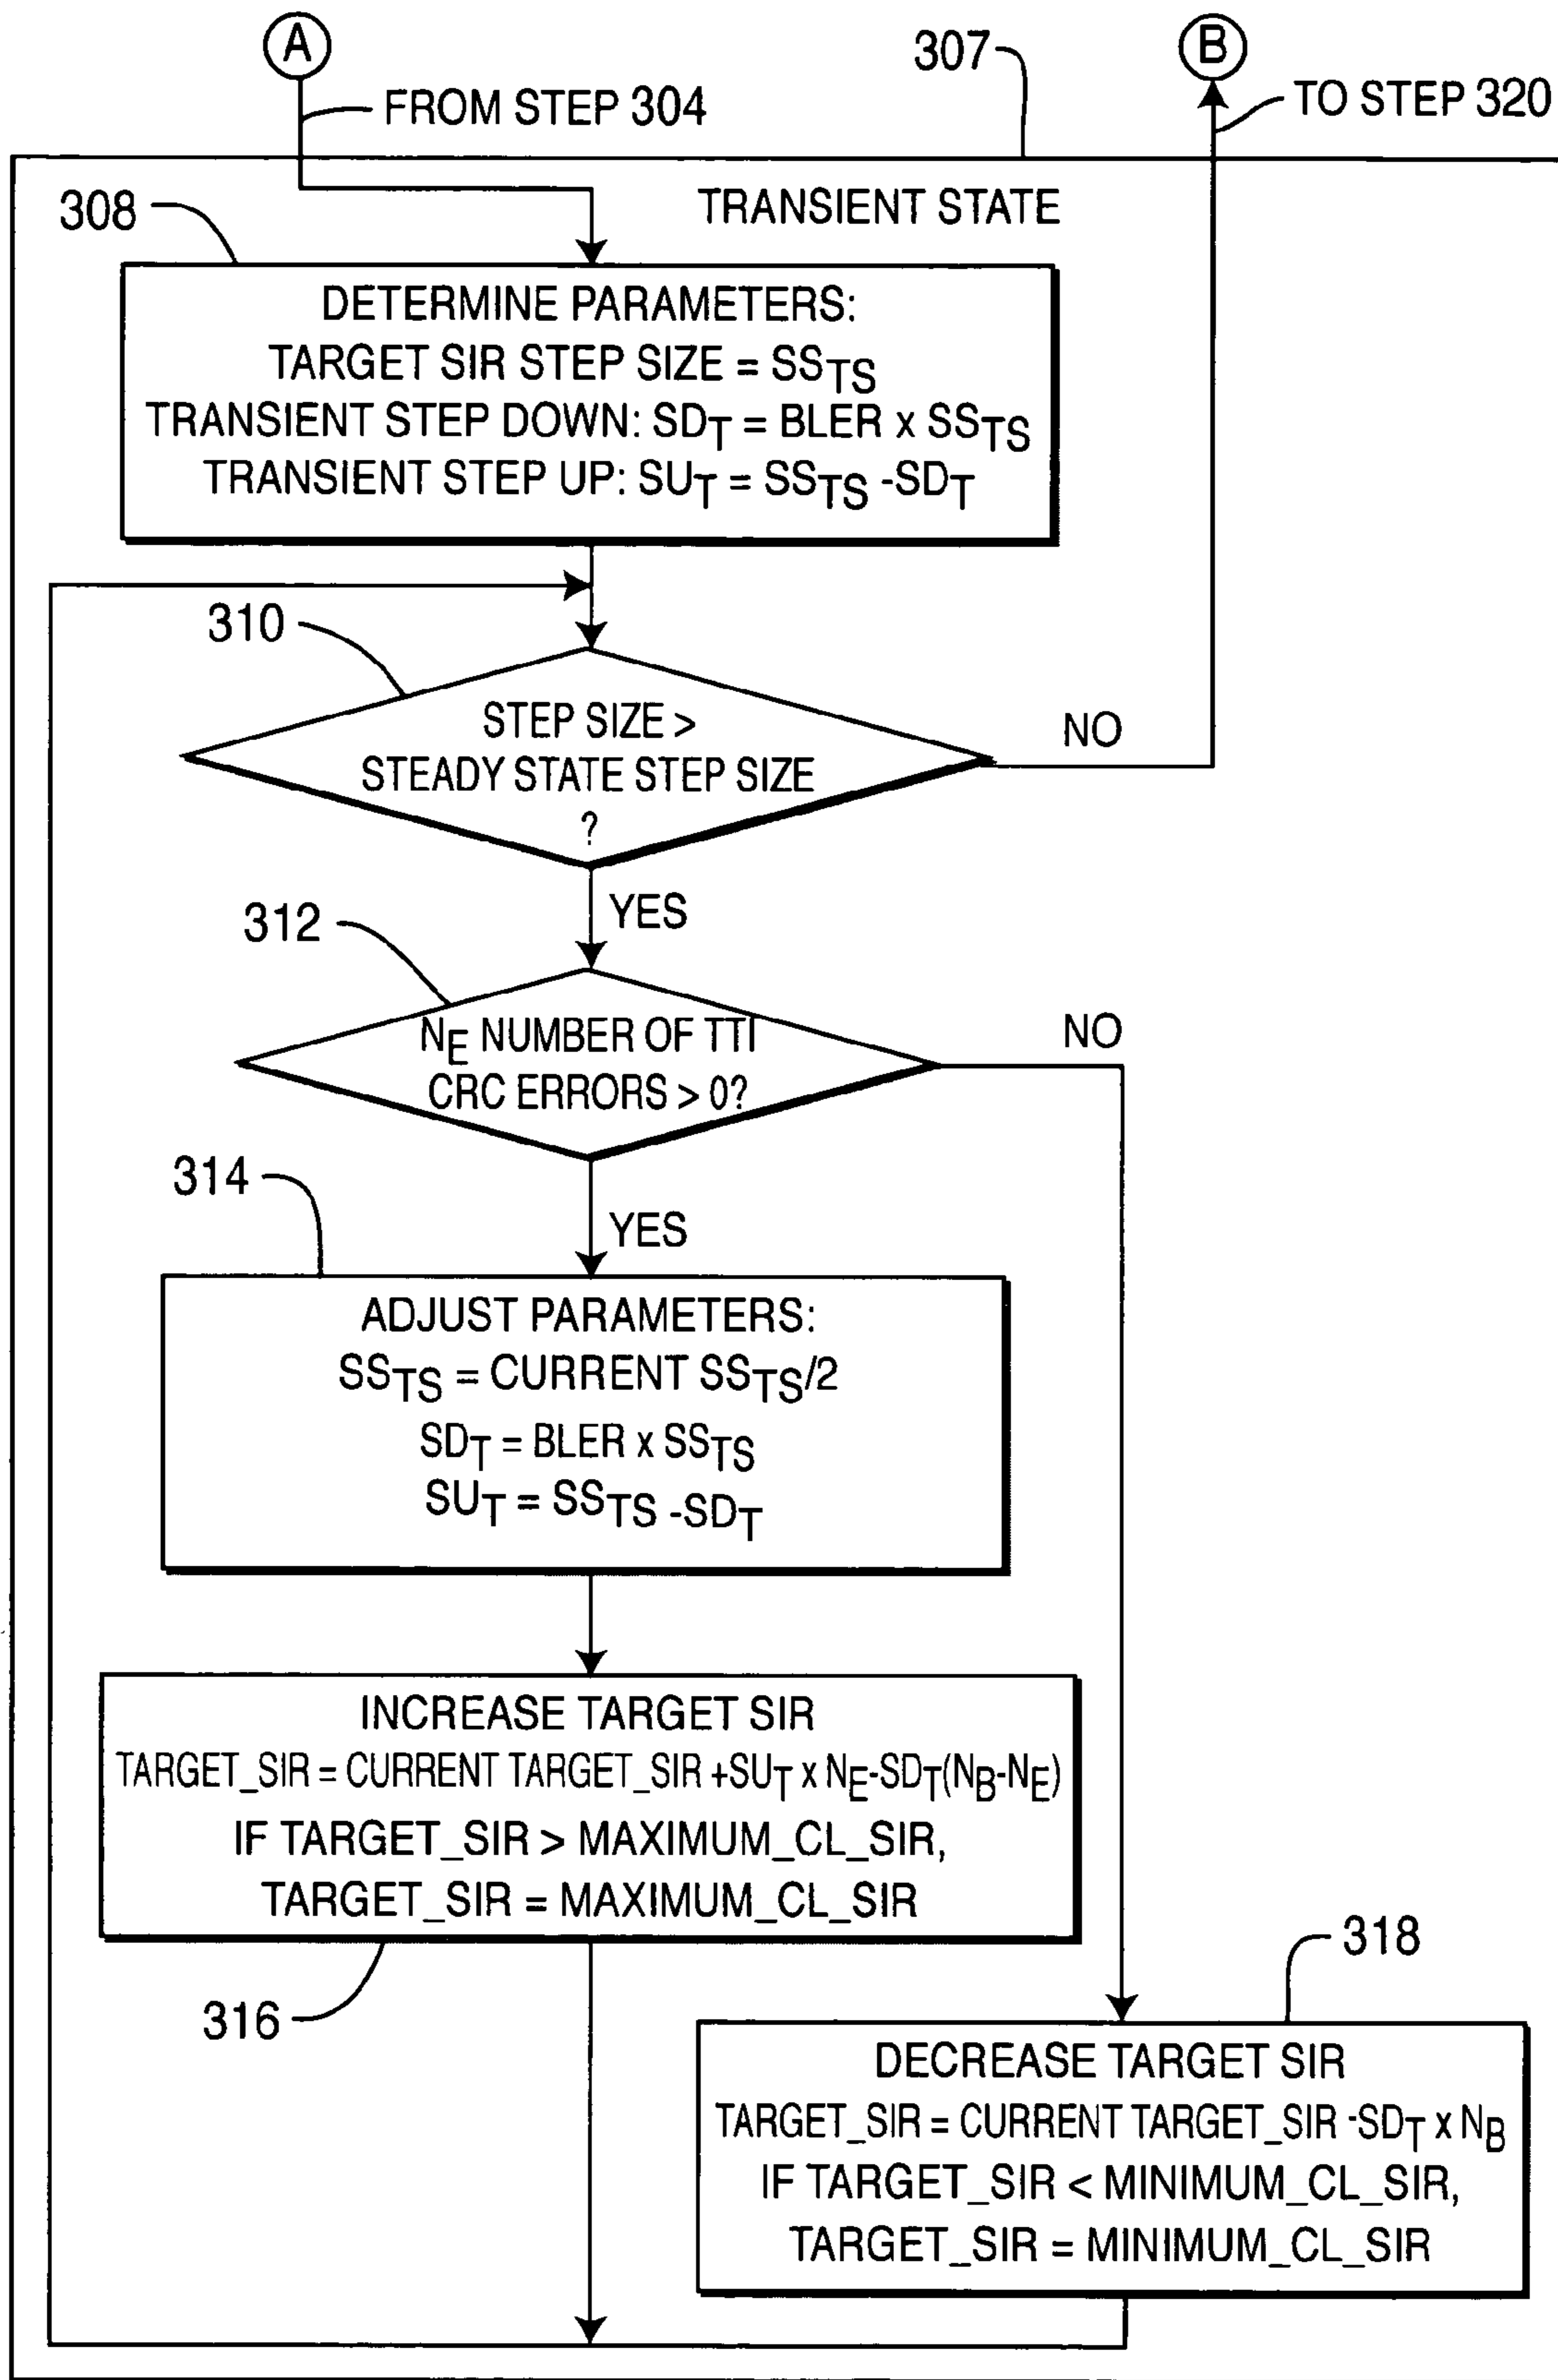 A
307
B
FROM STEP 304
TO STEP 320
TRANSIENT STATE
308
DETERMINE PARAMETERS:
TARGET SIR STEP SIZE = SSTS
TRANSIENT STEP DOWN: SDT = BLER x SSTS
TRANSIENT STEP UP: SUT = SSTS -SDT
310
STEP SIZE >
STEADY STATE STEP SIZE
?
NO
YES
312
NE NUMBER OF TTI
CRC ERRORS > 0?
NO
YES
314
ADJUST PARAMETERS:
SSTS = CURRENT SSTS/2
SDT = BLER x SSTS
SUT = SSTS -SDT
INCREASE TARGET SIR
TARGET_SIR = CURRENT TARGET_SIR +SUT x NE-SDT(NB-NE)
IF TARGET_SIR > MAXIMUM_CL_SIR,
TARGET_SIR = MAXIMUM_CL_SIR
316
318
DECREASE TARGET SIR
TARGET_SIR = CURRENT TARGET_SIR -SDT x NB
IF TARGET_SIR < MINIMUM_CL_SIR,
TARGET_SIR = MINIMUM_CL_SIR